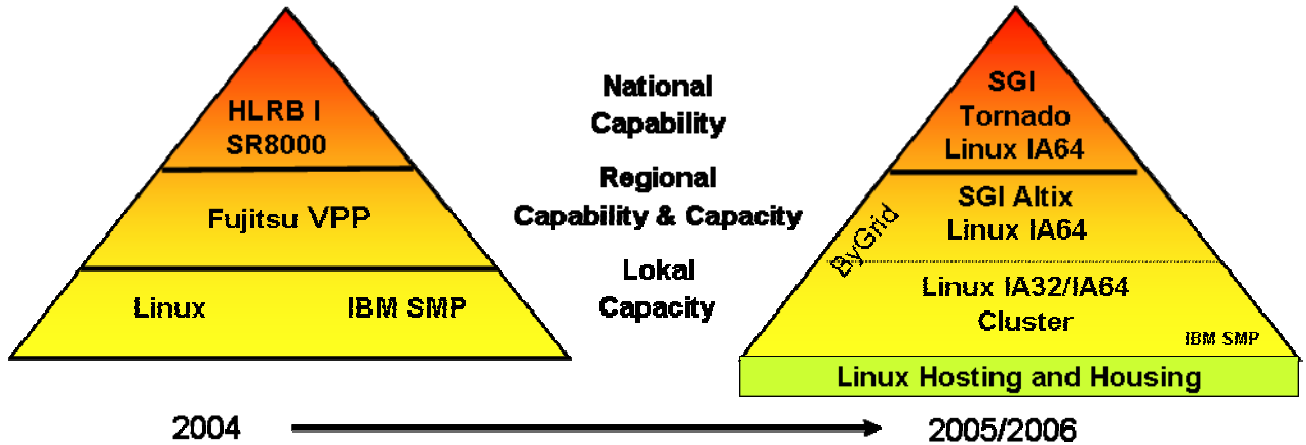 HLRB I
SR8000
Fujitsu VPP
Linux IBM SMP
National
Capability
Regional
Capability & Capacity
Lokal
Capacity
SGI
Tornado
Linux IA64
SGI Altix
Linux IA64
ByGrid
Linux IA32/IA64
Cluster
IBM SMP
Linux Hosting and Housing
2004
2005/2006